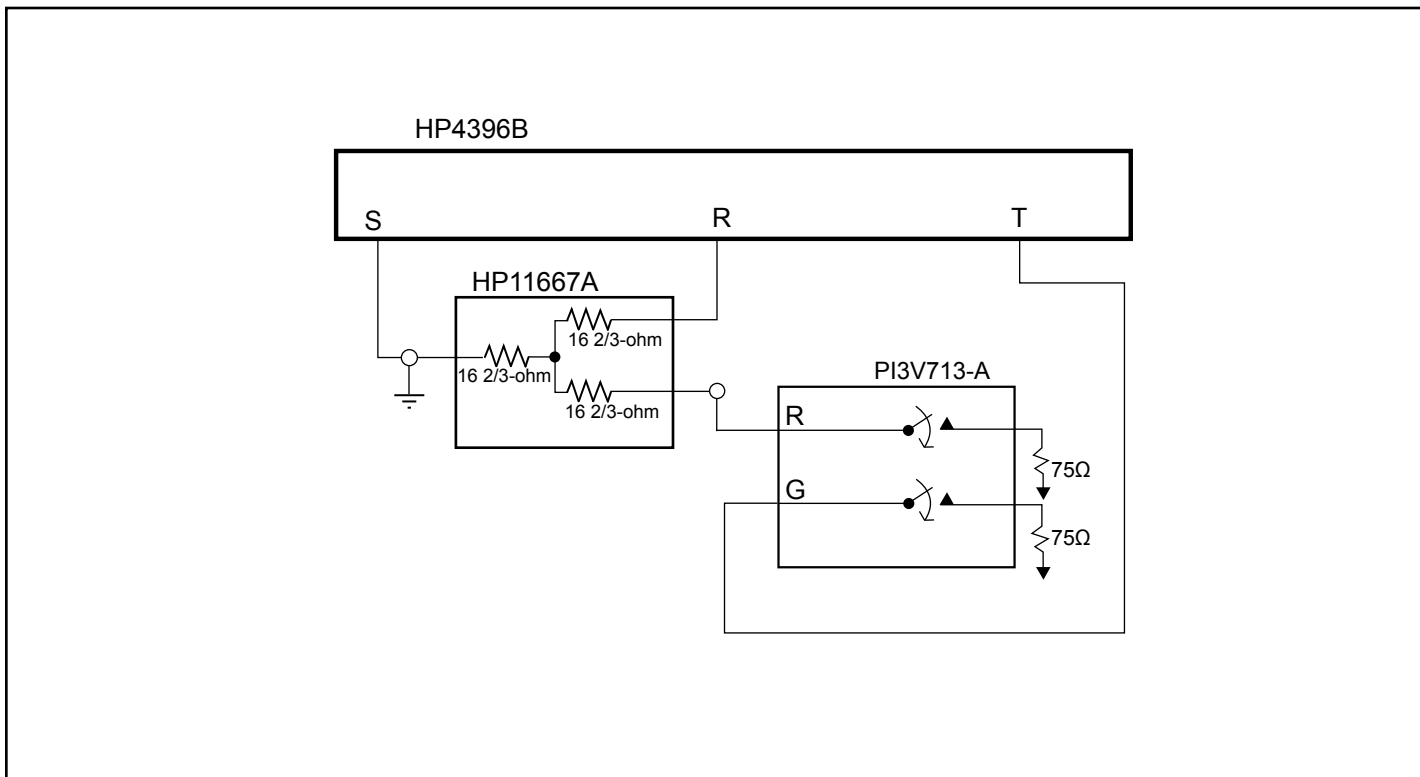 HP4396B
S R T
HP11667A
16 2/3-ohm
16 2/3-ohm
16 2/3-ohm
PI3V713-A
R
75Ω
G
75Ω